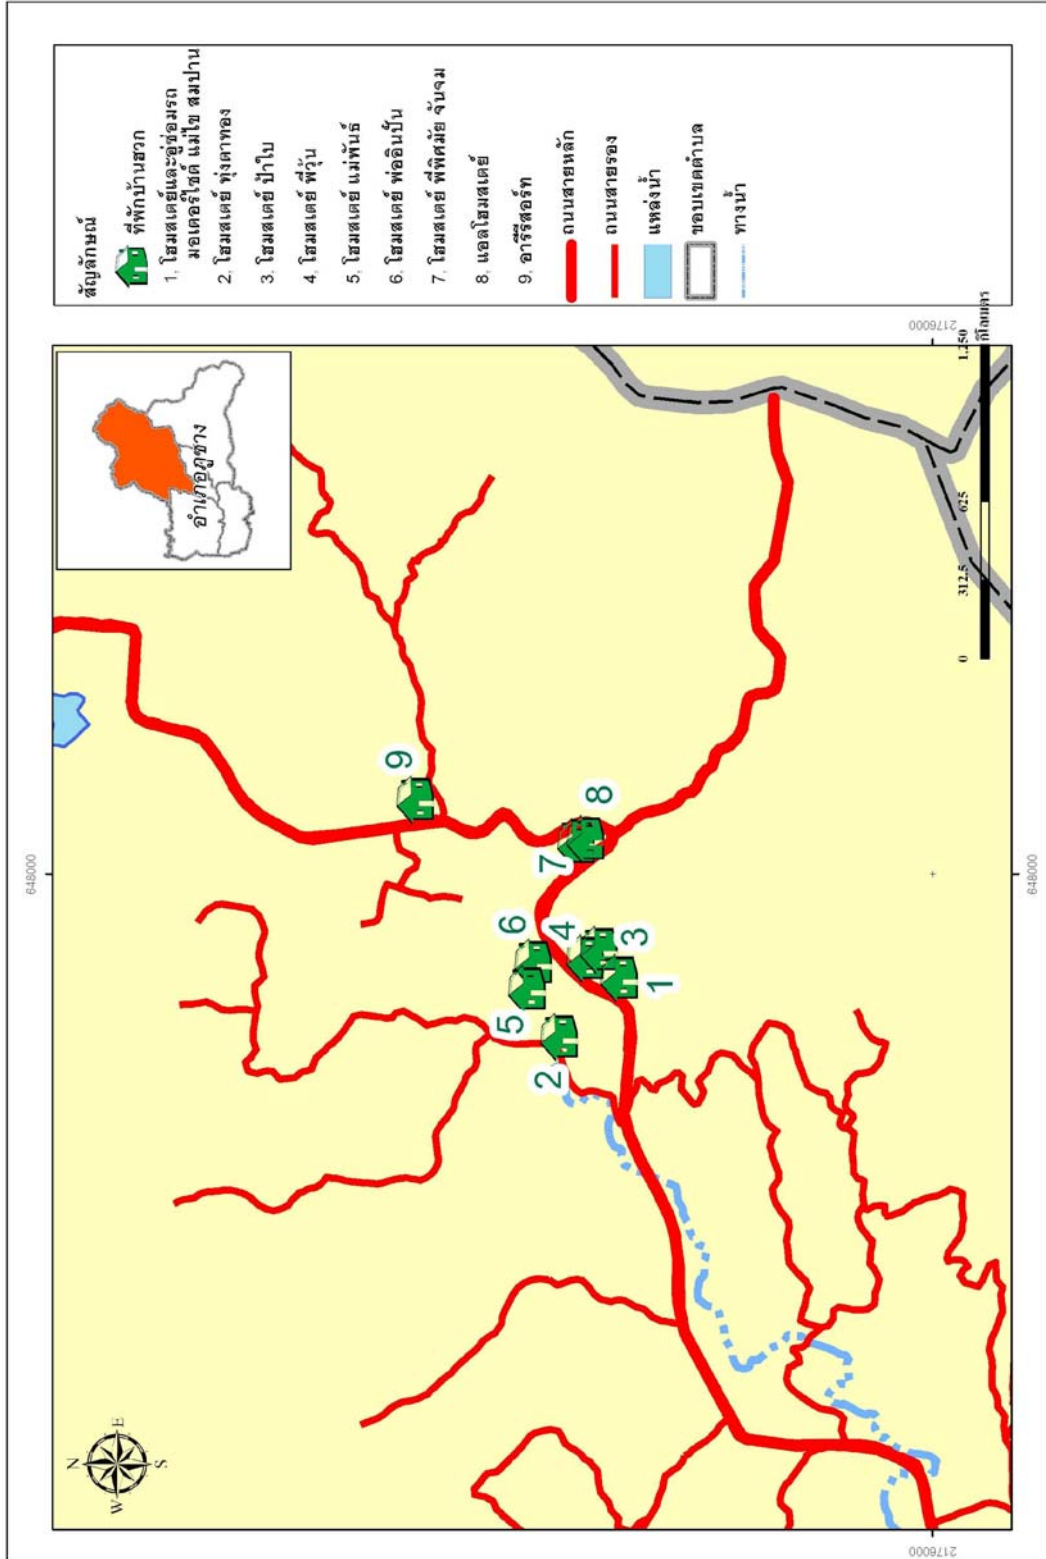 สัญลักษณ์
ที่พักบ้านฮวก
1. โฮมสเตย์และอู่ซ่อมรถ
มอเตอร์ไซต์ แม่ไข สมปาน
2. โฮมสเตย์ ทุ่งตาทอง
3. โฮมสเตย์ ป้าใบ
4. โฮมสเตย์ พี่วุ้น
5. โฮมสเตย์ แม่พันธ์
6. โฮมสเตย์ พ่ออินปั๋น
7. โฮมสเตย์ พี่พิศมัย จันจม
8. แอลโฮมสเตย์
9. อารีรีสอร์ท
ถนนสายหลัก
ถนนสายรอง
แหล่งน้ำ
ขอบเขตตำบล
ทางน้ำ
อำเภอภูซาง
N
W
E
S
648000
648000
2176000
2176000
1
2
3
4
5
6
7
8
9
0 312.5 625 1,250
กิโลเมตร